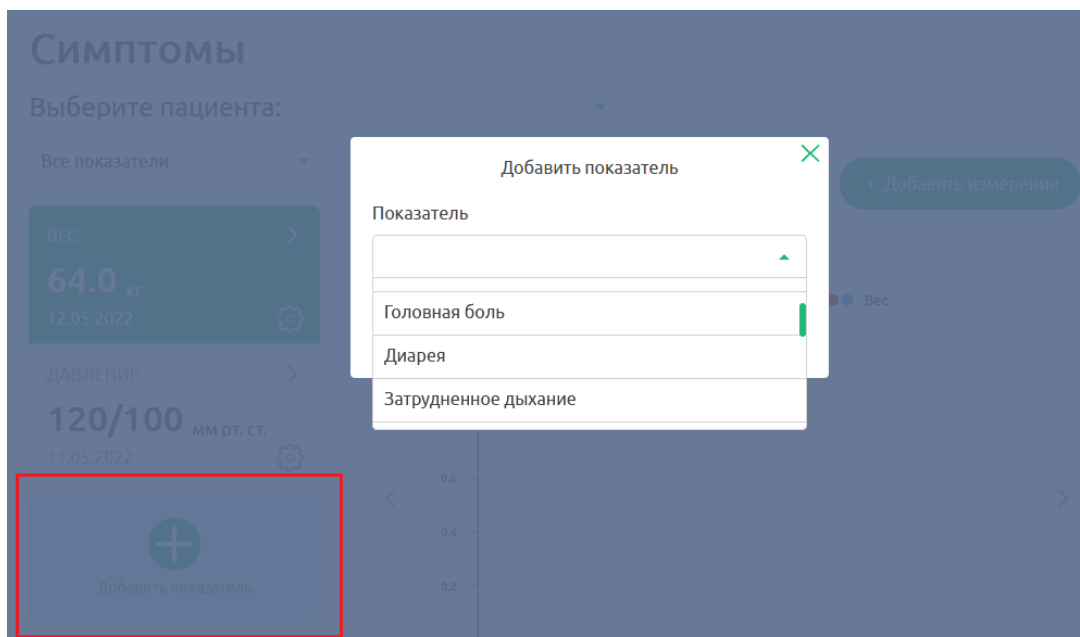 Симптомы
Выберите пациента:
Все показатели
+ Добавить измерение
Добавить показатель
Показатель
Головная боль
Диарея
Затрудненное дыхание
ВЕС
64.0 кг
12.05.2022
Вес
ДАВЛЕНИЕ
120/100 мм рт. ст.
11.05.2022
Добавить показатель
0.6
0.4
0.2